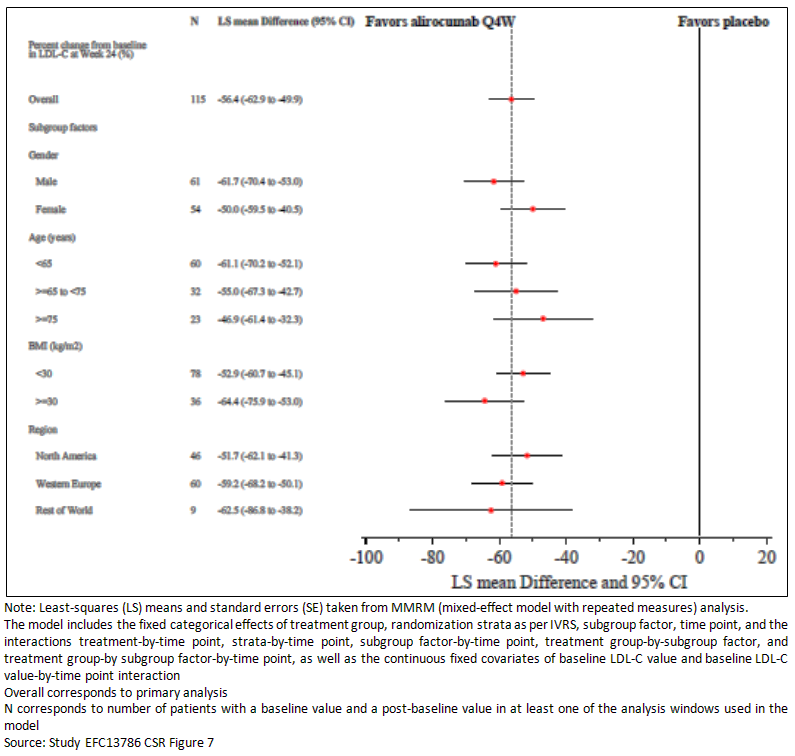 N LS mean Difference (95% CI) Favors alirocumab Q4W Favors placebo
Percent change from baseline
in LDL-C at Week 24 (%)
Overall 115 -56.4 (-62.9 to -49.9)
Subgroup factors
Gender
Male 61 -61.7 (-70.4 to -53.0)
Female 54 -50.0 (-59.5 to -40.5)
Age (years)
<65 60 -61.1 (-70.2 to -52.1)
>=65 to <75 32 -55.0 (-67.3 to -42.7)
>=75 23 -46.9 (-61.4 to -32.3)
BMI (kg/m2)
<30 78 -52.9 (-60.7 to -45.1)
>=30 36 -64.4 (-75.9 to -53.0)
Region
North America 46 -51.7 (-62.1 to -41.3)
Western Europe 60 -59.2 (-68.2 to -50.1)
Rest of World 9 -62.5 (-86.8 to -38.2)
-100 -80 -60 -40 -20 0 20
LS mean Difference and 95% CI
Note: Least-squares (LS) means and standard errors (SE) taken from MMRM (mixed-effect model with repeated measures) analysis.
The model includes the fixed categorical effects of treatment group, randomization strata as per IVRS, subgroup factor, time point, and the
interactions treatment-by-time point, strata-by-time point, subgroup factor-by-time point, treatment group-by-subgroup factor, and
treatment group-by subgroup factor-by-time point, as well as the continuous fixed covariates of baseline LDL-C value and baseline LDL-C
value-by-time point interaction
Overall corresponds to primary analysis
N corresponds to number of patients with a baseline value and a post-baseline value in at least one of the analysis windows used in the
model
Source: Study EFC13786 CSR Figure 7